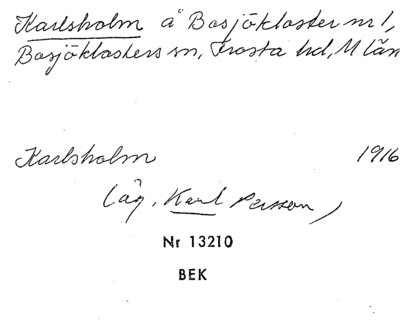 Karlsholm å Bosjökloster nr 1,
Bosjöklosters sn, Frosta hd, M län
Karlsholm 1916
(äg. Karl Persson)
Nr 13210
BEK